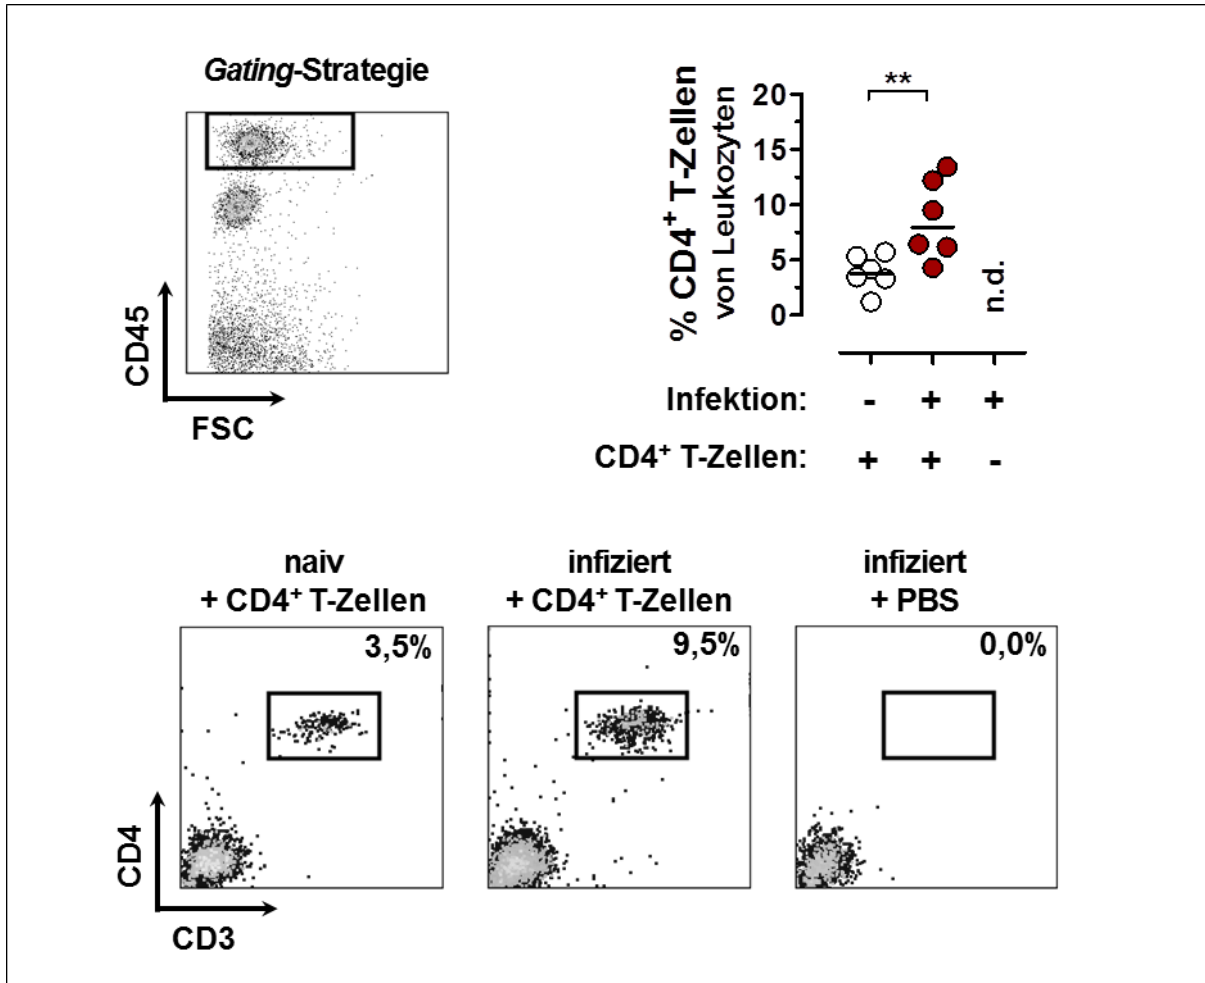 Gating-Strategie
CD45
FSC
% CD4⁺ T-Zellen
von Leukozyten
**
20
15
10
5
0
n.d.
Infektion: - + +
CD4⁺ T-Zellen: + + -
naiv
+ CD4⁺ T-Zellen
3,5%
infiziert
+ CD4⁺ T-Zellen
9,5%
infiziert
+ PBS
0,0%
CD4
CD3